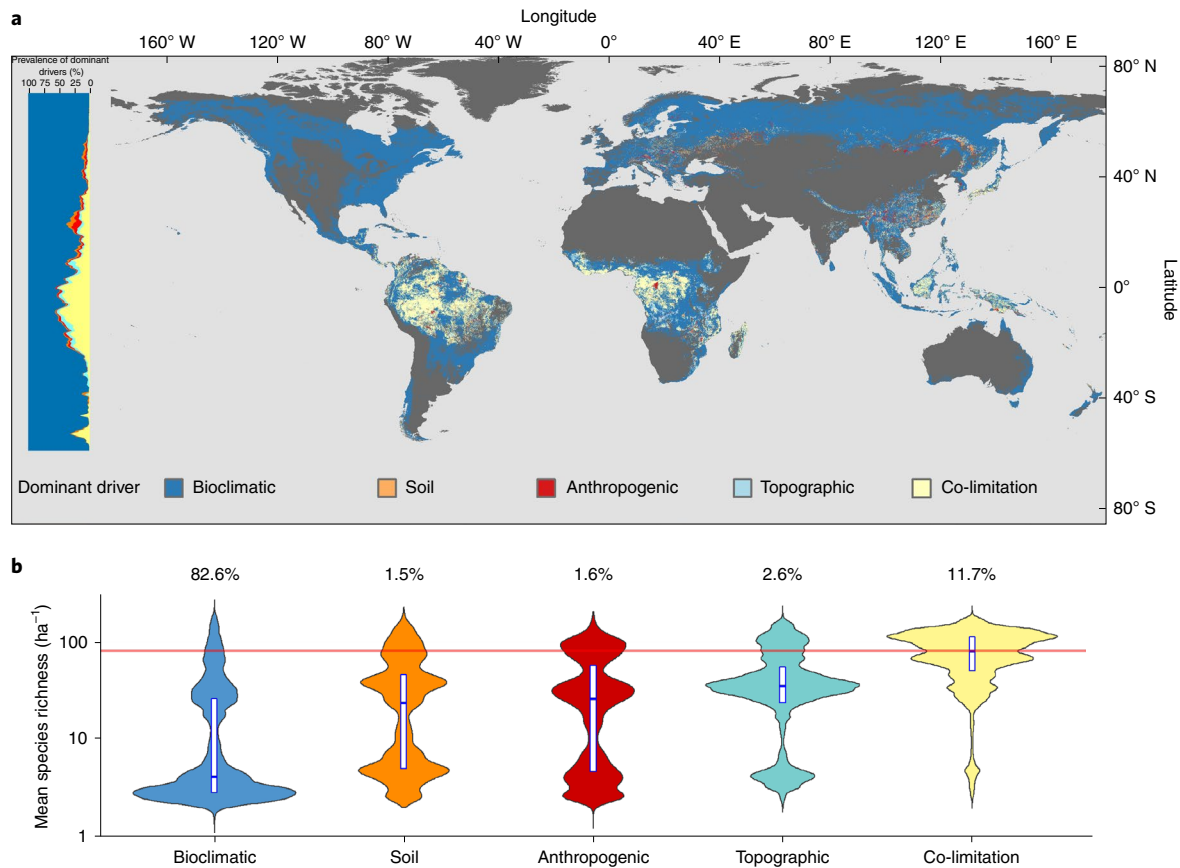 a
Longitude
160° W 120° W 80° W 40° W 0° 40° E 80° E 120° E 160° E
Prevalence of dominant
drivers (%)
100 75 50 25 0
80° N
40° N
0°
40° S
80° S
Latitude
Dominant driver Bioclimatic Soil Anthropogenic Topographic Co-limitation
b
82.6% 1.5% 1.6% 2.6% 11.7%
Mean species richness (ha⁻¹)
100
10
1
Bioclimatic Soil Anthropogenic Topographic Co-limitation